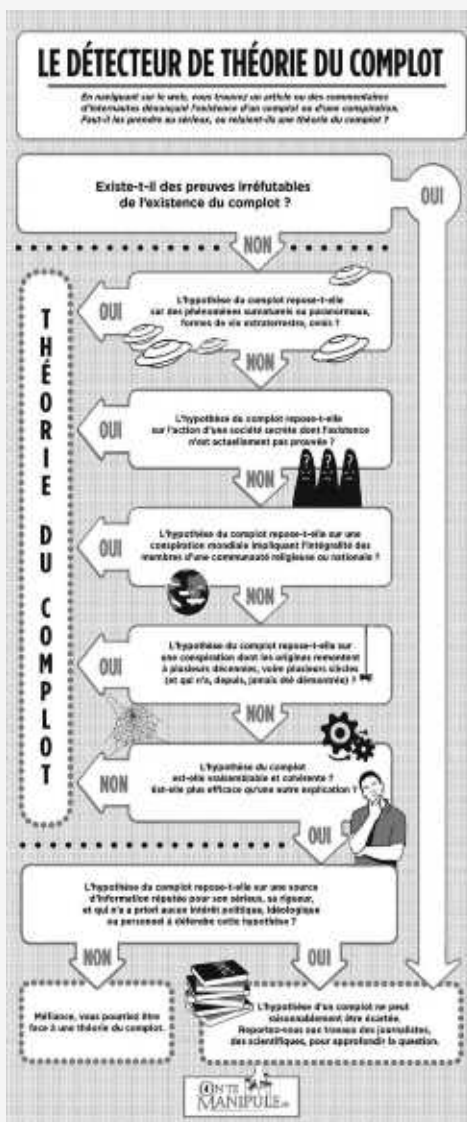 LE DÉTECTEUR DE THÉORIE DU COMPLOT
En naviguant sur le web, vous trouvez un article ou des commentaires
d'internautes dénonçant l'existence d'un complot ou d'une conspiration.
Faut-il les prendre au sérieux, ou relaient-ils une théorie du complot ?
Existe-t-il des preuves irréfutables
de l'existence du complot ?
OUI
NON
THÉORIE DU COMPLOT
L'hypothèse du complot repose-t-elle
sur des phénomènes surnaturels ou paranormaux,
formes de vie extraterrestre, ovnis ?
OUI
NON
L'hypothèse du complot repose-t-elle
sur l'action d'une société secrète dont l'existence
n'est actuellement pas prouvée ?
OUI
NON
L'hypothèse du complot repose-t-elle sur une
conspiration mondiale impliquant l'intégralité des
membres d'une communauté religieuse ou nationale ?
OUI
NON
L'hypothèse du complot repose-t-elle sur
une conspiration dont les origines remontent
à plusieurs décennies, voire plusieurs siècles
(et qui n'a, depuis, jamais été démontrée) ?
OUI
NON
L'hypothèse du complot
est-elle vraisemblable et cohérente ?
Est-elle plus efficace qu'une autre explication ?
NON
OUI
L'hypothèse du complot repose-t-elle sur une source
d'information réputée pour son sérieux, sa rigueur,
et qui n'a a priori aucun intérêt politique, idéologique
ou personnel à défendre cette hypothèse ?
NON
OUI
Méfiance, vous pourriez être
face à une théorie du complot.
L'hypothèse d'un complot ne peut
raisonnablement être écartée.
Reportez-vous aux travaux des journalistes,
des scientifiques, pour approfondir la question.
ON TE
MANIPULE